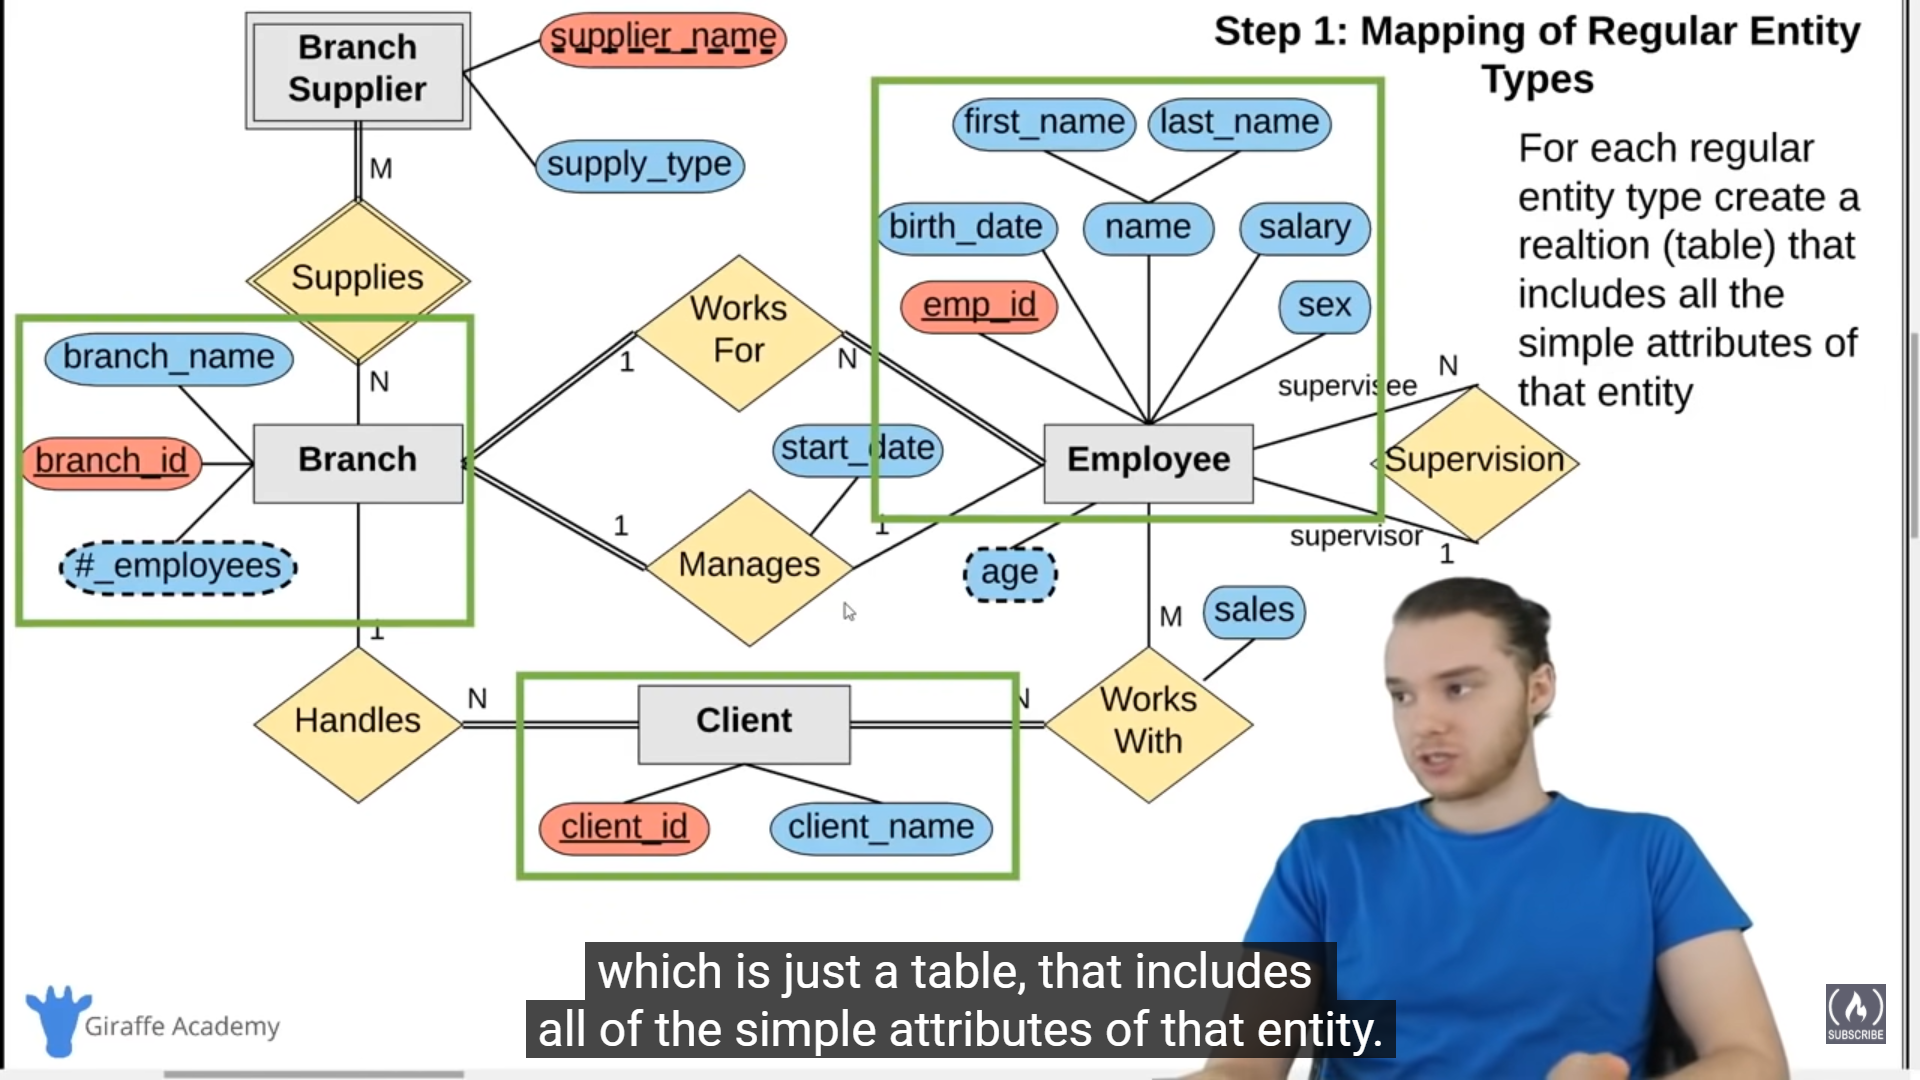 Step 1: Mapping of Regular Entity
Types
For each regular
entity type create a
realtion (table) that
includes all the
simple attributes of
that entity
Branch
Supplier
supplier_name
supply_type
M
Supplies
N
branch_name
branch_id
Branch
#_employees
1
Works
For
N
1
start_date
Manages
1
first_name
last_name
birth_date
name
salary
emp_id
sex
Employee
supervisee
N
Supervision
supervisor
1
age
M
sales
1
Handles
N
Client
N
Works
With
client_id
client_name
which is just a table, that includes
all of the simple attributes of that entity.
Giraffe Academy
SUBSCRIBE